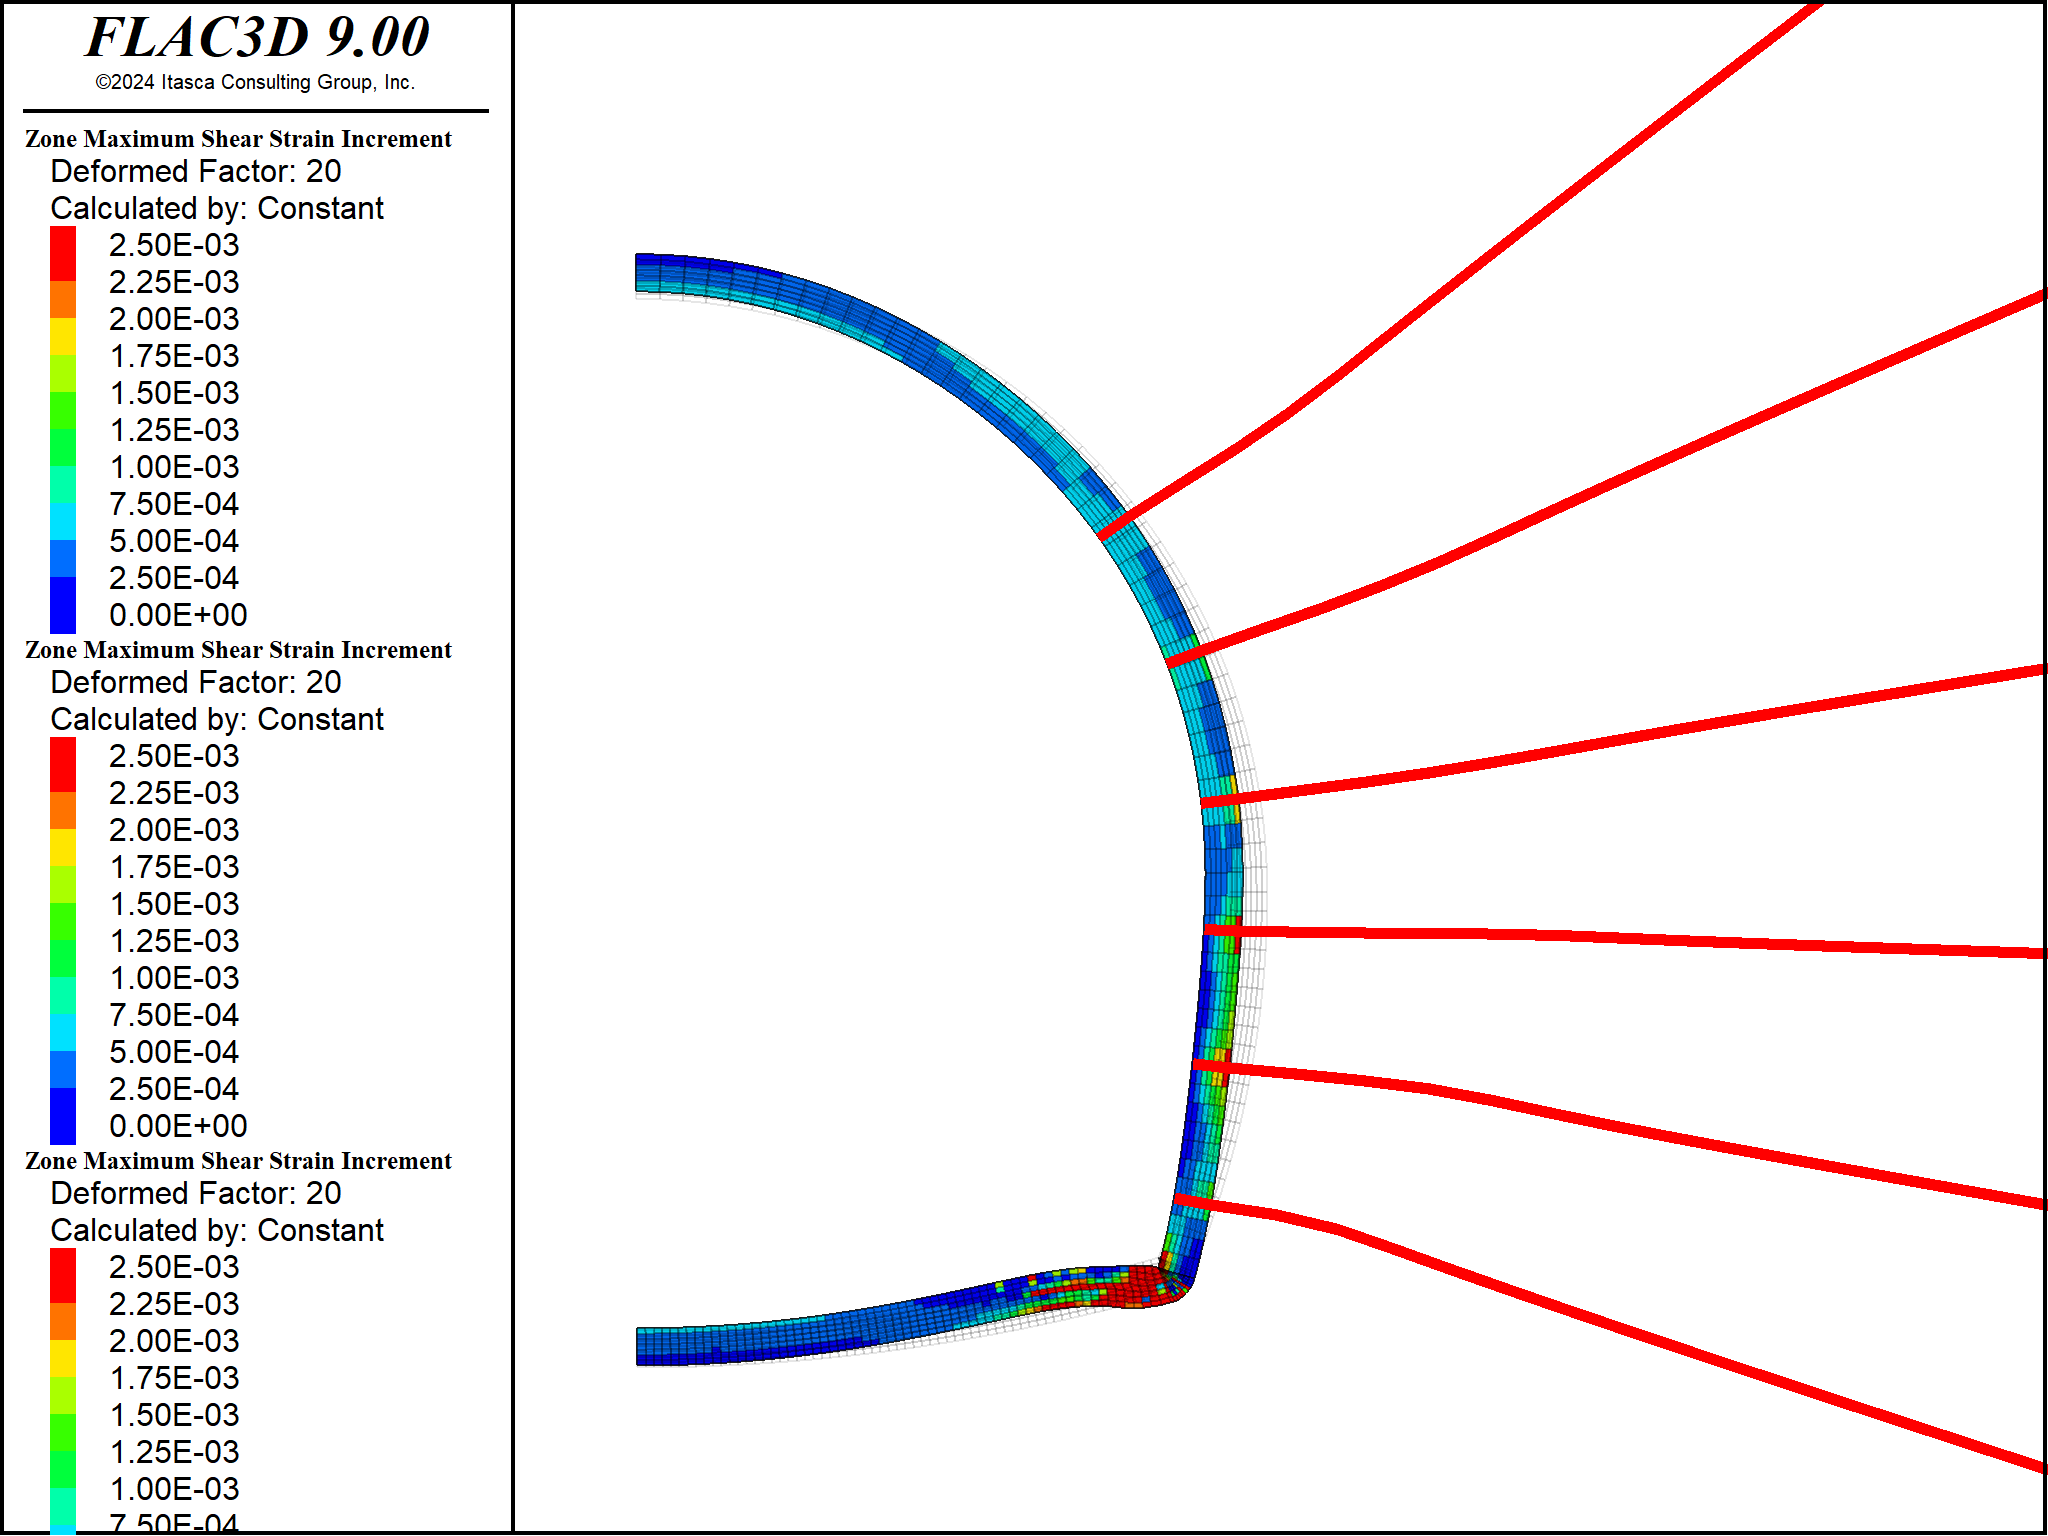 FLAC3D 9.00
©2024 Itasca Consulting Group, Inc.
Zone Maximum Shear Strain Increment
Deformed Factor: 20
Calculated by: Constant
2.50E-03
2.25E-03
2.00E-03
1.75E-03
1.50E-03
1.25E-03
1.00E-03
7.50E-04
5.00E-04
2.50E-04
0.00E+00
Zone Maximum Shear Strain Increment
Deformed Factor: 20
Calculated by: Constant
2.50E-03
2.25E-03
2.00E-03
1.75E-03
1.50E-03
1.25E-03
1.00E-03
7.50E-04
5.00E-04
2.50E-04
0.00E+00
Zone Maximum Shear Strain Increment
Deformed Factor: 20
Calculated by: Constant
2.50E-03
2.25E-03
2.00E-03
1.75E-03
1.50E-03
1.25E-03
1.00E-03
7.50E-04